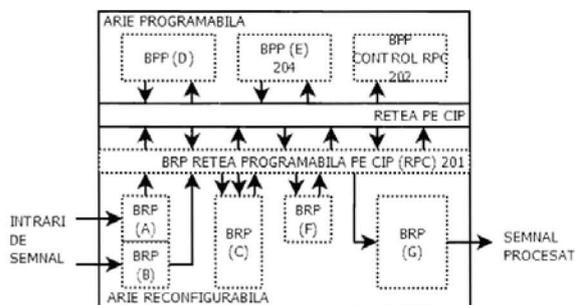 ARIE PROGRAMABILA
BPP (D)
BPP (E)
204
BPP
CONTROL RPC
202
RETEA PE CIP
BRP RETEA PROGRAMABILA PE CIP (RPC) 201
INTRARI
DE
SEMNAL
BRP
(A)
BRP
(B)
BRP
(C)
BRP
(F)
BRP
(G)
SEMNAL
PROCESAT
ARIE RECONFIGURABILA